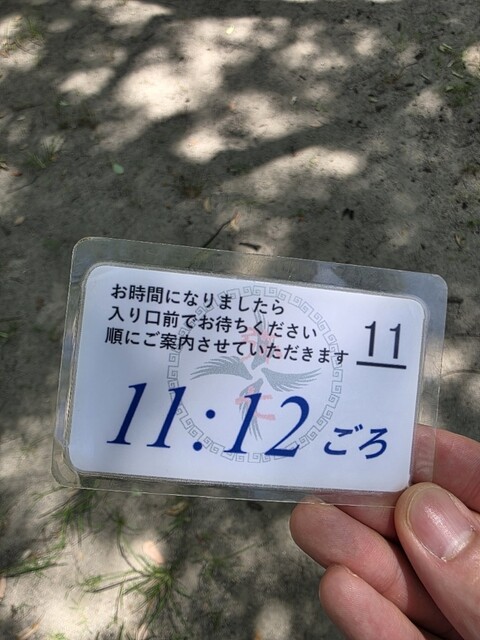 お時間になりましたら
入り口前でお待ちください
順にご案内させていただきます
11
11:12 ごろ